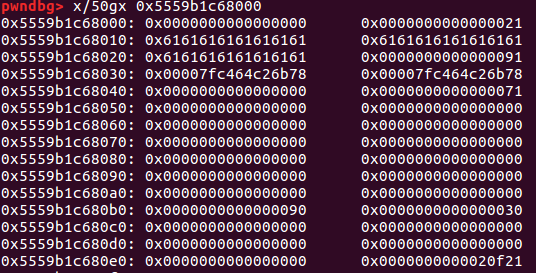 pwndbg> x/50gx 0x5559b1c68000
0x5559b1c68000: 0x0000000000000000 0x0000000000000021
0x5559b1c68010: 0x6161616161616161 0x6161616161616161
0x5559b1c68020: 0x6161616161616161 0x0000000000000091
0x5559b1c68030: 0x00007fc464c26b78 0x00007fc464c26b78
0x5559b1c68040: 0x0000000000000000 0x0000000000000071
0x5559b1c68050: 0x0000000000000000 0x0000000000000000
0x5559b1c68060: 0x0000000000000000 0x0000000000000000
0x5559b1c68070: 0x0000000000000000 0x0000000000000000
0x5559b1c68080: 0x0000000000000000 0x0000000000000000
0x5559b1c68090: 0x0000000000000000 0x0000000000000000
0x5559b1c680a0: 0x0000000000000000 0x0000000000000000
0x5559b1c680b0: 0x0000000000000090 0x0000000000000030
0x5559b1c680c0: 0x0000000000000000 0x0000000000000000
0x5559b1c680d0: 0x0000000000000000 0x0000000000000000
0x5559b1c680e0: 0x0000000000000000 0x0000000000020f21